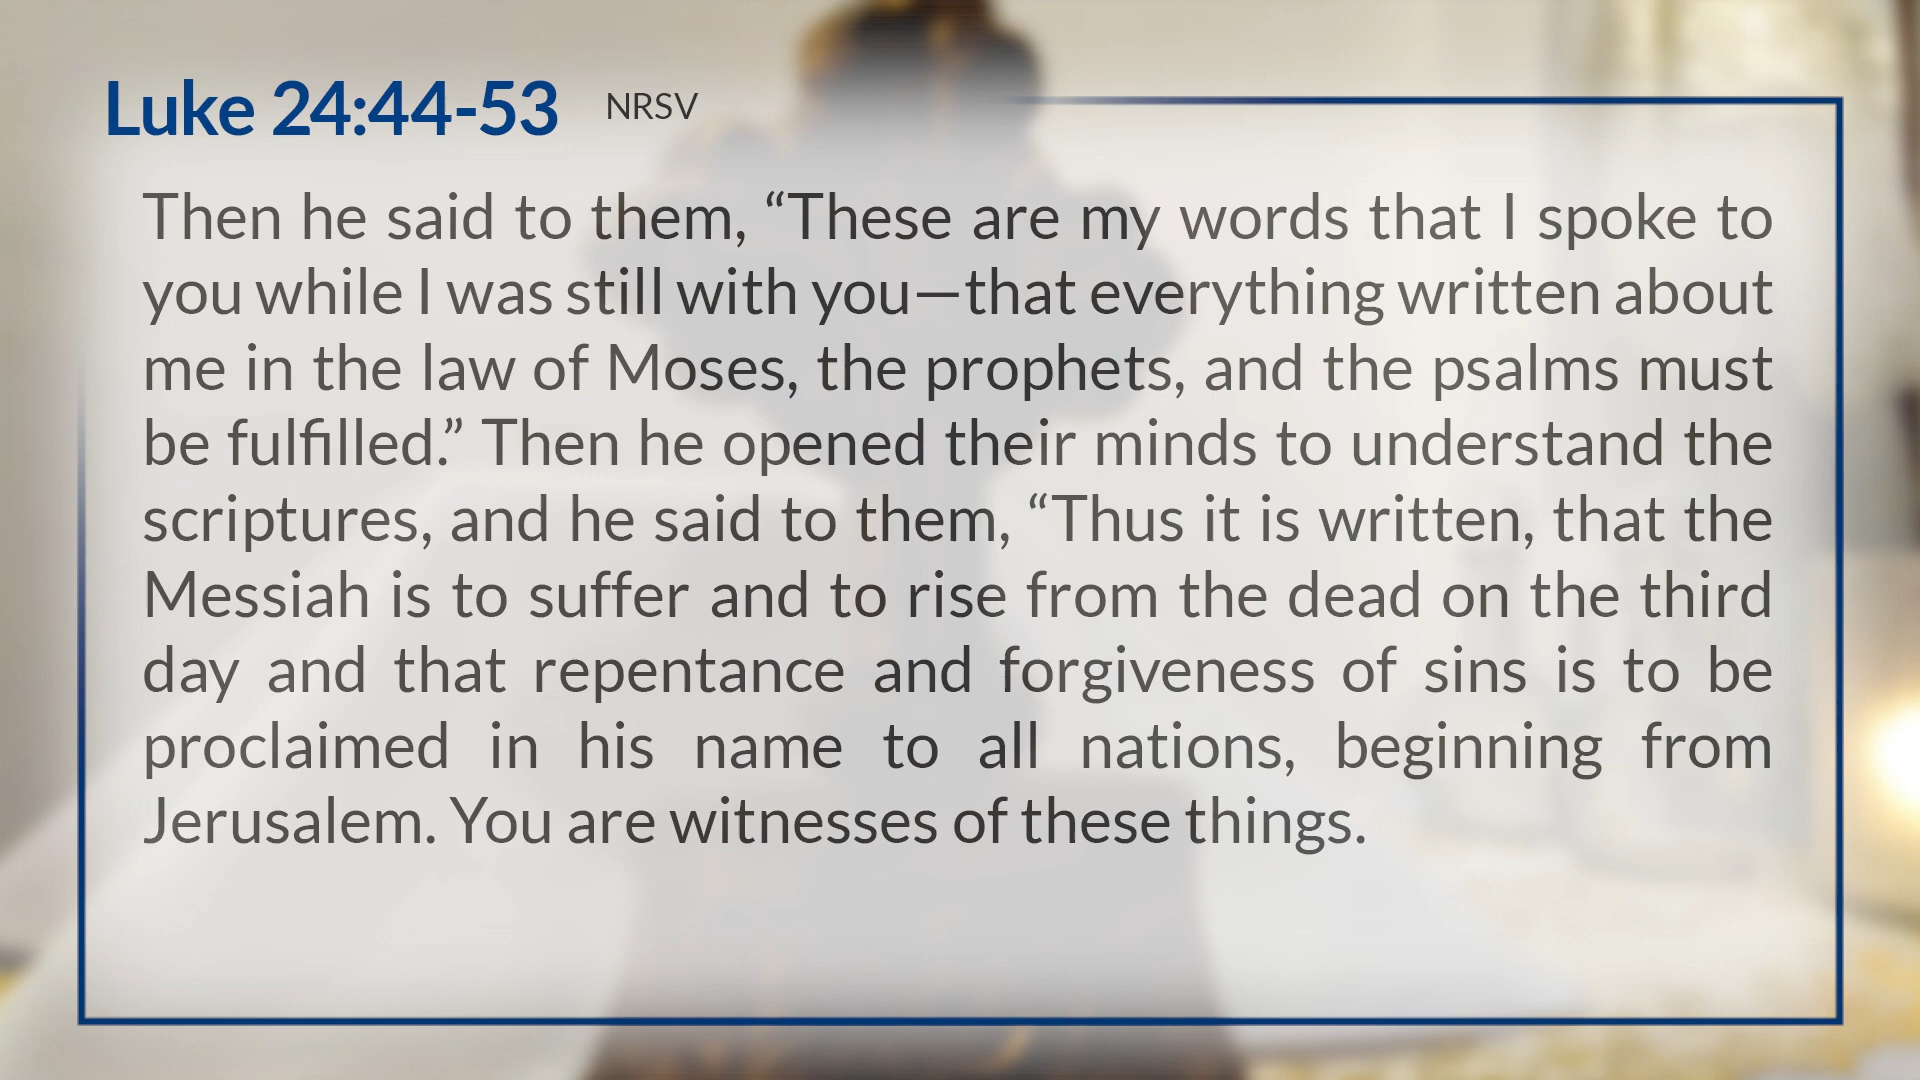 Luke 24:44-53 NRSV
Then he said to them, “These are my words that I spoke to
you while I was still with you—that everything written about
me in the law of Moses, the prophets, and the psalms must
be fulfilled.” Then he opened their minds to understand the
scriptures, and he said to them, “Thus it is written, that the
Messiah is to suffer and to rise from the dead on the third
day and that repentance and forgiveness of sins is to be
proclaimed in his name to all nations, beginning from
Jerusalem. You are witnesses of these things.